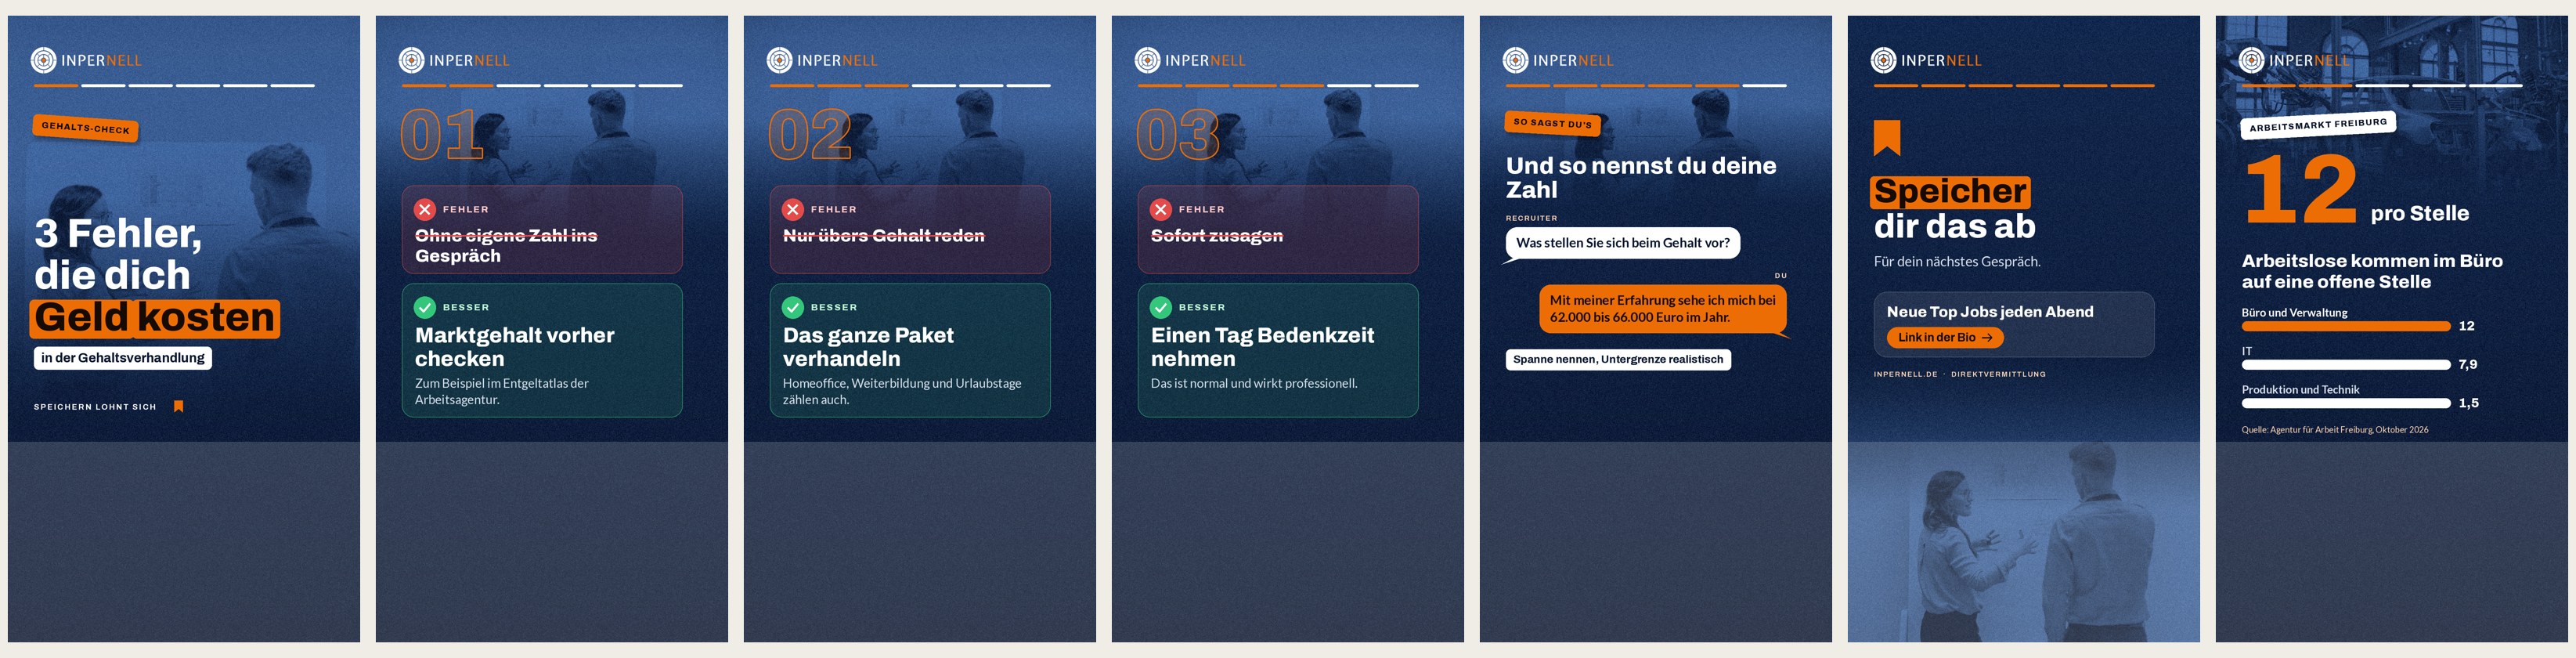 INPERNELL
GEHALTS-CHECK
3 Fehler,
die dich
Geld kosten
in der Gehaltsverhandlung
SPEICHERN LOHNT SICH
INPERNELL
01
FEHLER
Ohne eigene Zahl ins
Gespräch
BESSER
Marktgehalt vorher
checken
Zum Beispiel im Entgeltatlas der
Arbeitsagentur.
INPERNELL
02
FEHLER
Nur übers Gehalt reden
BESSER
Das ganze Paket
verhandeln
Homeoffice, Weiterbildung und Urlaubstage
zählen auch.
INPERNELL
03
FEHLER
Sofort zusagen
BESSER
Einen Tag Bedenkzeit
nehmen
Das ist normal und wirkt professionell.
INPERNELL
SO SAGST DU'S
Und so nennst du deine
Zahl
RECRUITER
Was stellen Sie sich beim Gehalt vor?
DU
Mit meiner Erfahrung sehe ich mich bei
62.000 bis 66.000 Euro im Jahr.
Spanne nennen, Untergrenze realistisch
INPERNELL
Speicher
dir das ab
Für dein nächstes Gespräch.
Neue Top Jobs jeden Abend
Link in der Bio →
INPERNELL.DE · DIREKTVERMITTLUNG
INPERNELL
ARBEITSMARKT FREIBURG
12 pro Stelle
Arbeitslose kommen im Büro
auf eine offene Stelle
Büro und Verwaltung
12
IT
7,9
Produktion und Technik
1,5
Quelle: Agentur für Arbeit Freiburg, Oktober 2026